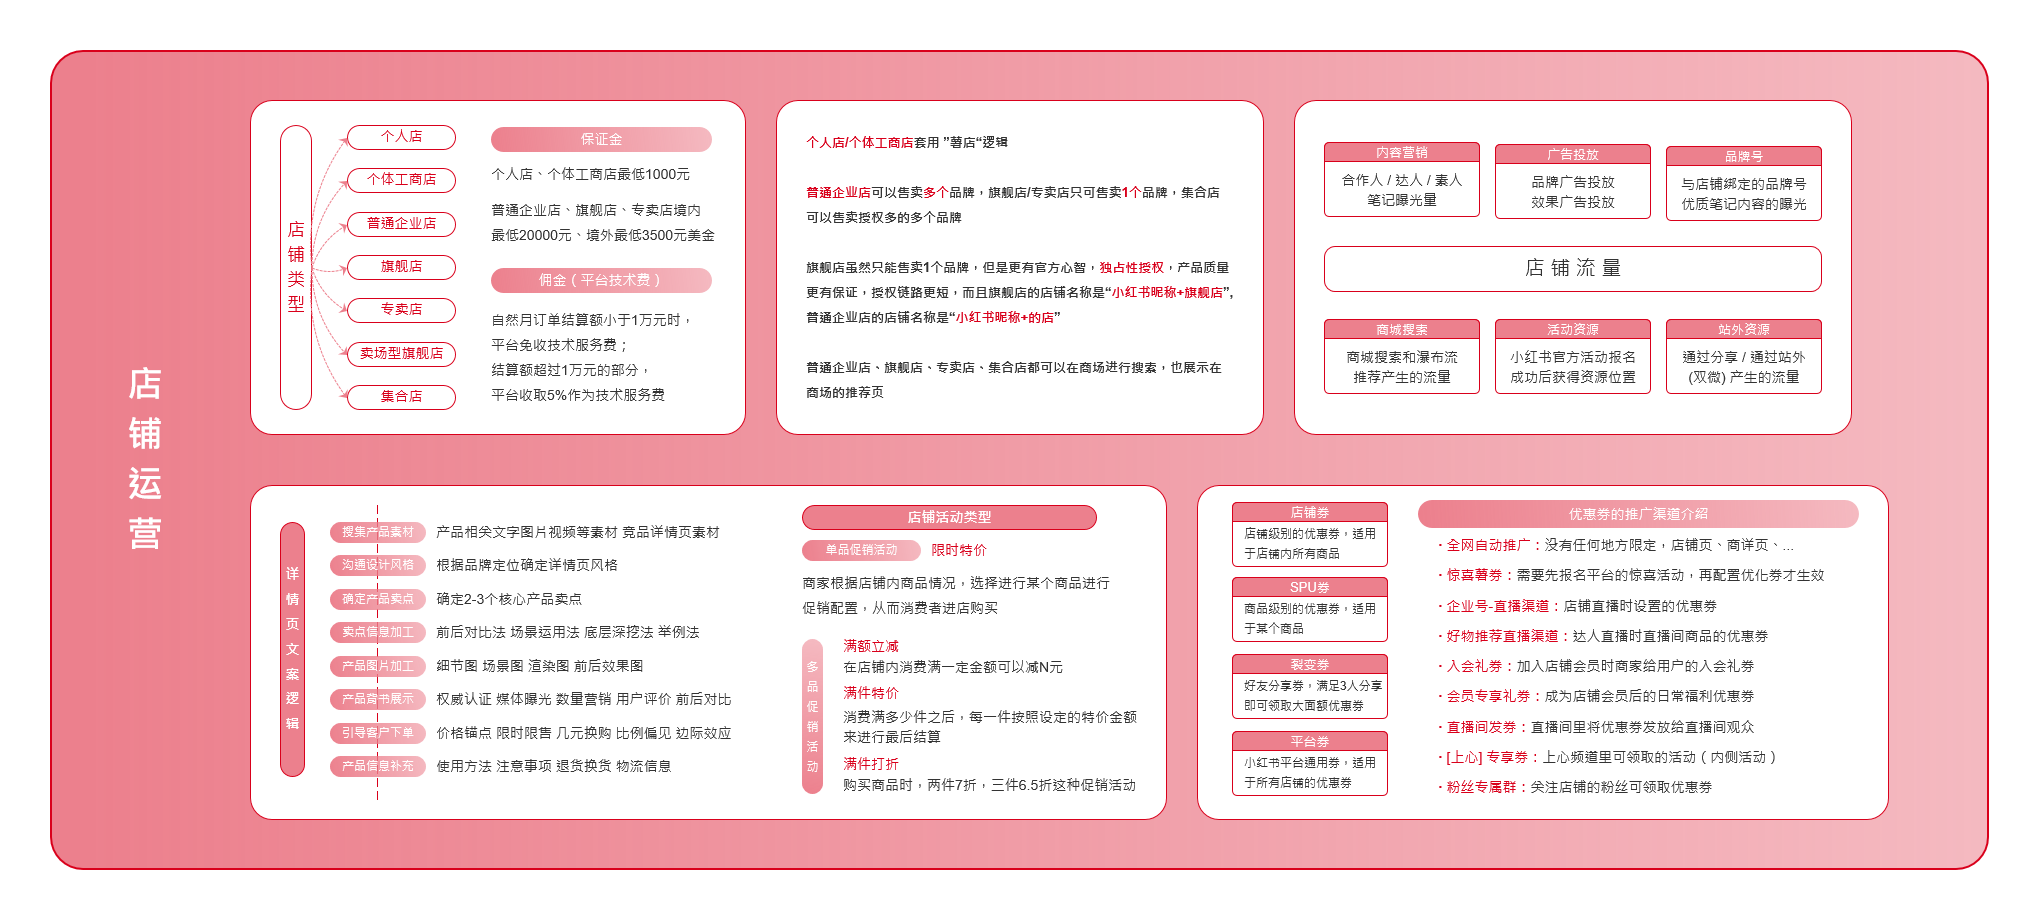 店铺运营
店铺类型
个人店
个体工商店
普通企业店
旗舰店
专卖店
卖场型旗舰店
集合店
保证金
个人店、个体工商店最低1000元
普通企业店、旗舰店、专卖店境内
最低20000元、境外最低3500元美金
佣金（平台技术费）
自然月订单结算额小于1万元时，
平台免收技术服务费；
结算额超过1万元的部分，
平台收取5%作为技术服务费
个人店/个体工商店套用 ”薯店“逻辑
普通企业店可以售卖多个品牌，旗舰店/专卖店只可售卖1个品牌，集合店
可以售卖授权多的多个品牌
旗舰店虽然只能售卖1个品牌，但是更有官方心智，独占性授权，产品质量
更有保证，授权链路更短，而且旗舰店的店铺名称是“小红书昵称+旗舰店”,
普通企业店的店铺名称是“小红书昵称+的店”
普通企业店、旗舰店、专卖店、集合店都可以在商场进行搜索，也展示在
商场的推荐页
内容营销
合作人 / 达人 / 素人
笔记曝光量
广告投放
品牌广告投放
效果广告投放
品牌号
与店铺绑定的品牌号
优质笔记内容的曝光
店铺流量
商城搜索
商城搜索和瀑布流
推荐产生的流量
活动资源
小红书官方活动报名
成功后获得资源位置
站外资源
通过分享 / 通过站外
(双微) 产生的流量
详情页文案逻辑
搜集产品素材 产品相关文字图片视频等素材 竞品详情页素材
沟通设计风格 根据品牌定位确定详情页风格
确定产品卖点 确定2-3个核心产品卖点
卖点信息加工 前后对比法 场景运用法 底层深挖法 举例法
产品图片加工 细节图 场景图 渲染图 前后效果图
产品背书展示 权威认证 媒体曝光 数量营销 用户评价 前后对比
引导客户下单 价格锚点 限时限售 几元换购 比例偏见 边际效应
产品信息补充 使用方法 注意事项 退货换货 物流信息
店铺活动类型
单品促销活动 限时特价
商家根据店铺内商品情况，选择进行某个商品进行
促销配置，从而消费者进店购买
多品促销活动
满额立减
在店铺内消费满一定金额可以减N元
满件特价
消费满多少件之后，每一件按照设定的特价金额
来进行最后结算
满件打折
购买商品时，两件7折，三件6.5折这种促销活动
店铺券
店铺级别的优惠券，适用
于店铺内所有商品
SPU券
商品级别的优惠券，适用
于某个商品
裂变券
好友分享券，满足3人分享
即可领取大面额优惠券
平台券
小红书平台通用券，适用
于所有店铺的优惠券
优惠券的推广渠道介绍
· 全网自动推广：没有任何地方限定，店铺页、商详页、...
· 惊喜薯券：需要先报名平台的惊喜活动，再配置优化券才生效
· 企业号-直播渠道：店铺直播时设置的优惠券
· 好物推荐直播渠道：达人直播时直播间商品的优惠券
· 入会礼券：加入店铺会员时商家给用户的入会礼券
· 会员专享礼券：成为店铺会员后的日常福利优惠券
· 直播间发券：直播间里将优惠券发放给直播间观众
· [上心] 专享券：上心频道里可领取的活动（内侧活动）
· 粉丝专属群：关注店铺的粉丝可领取优惠券